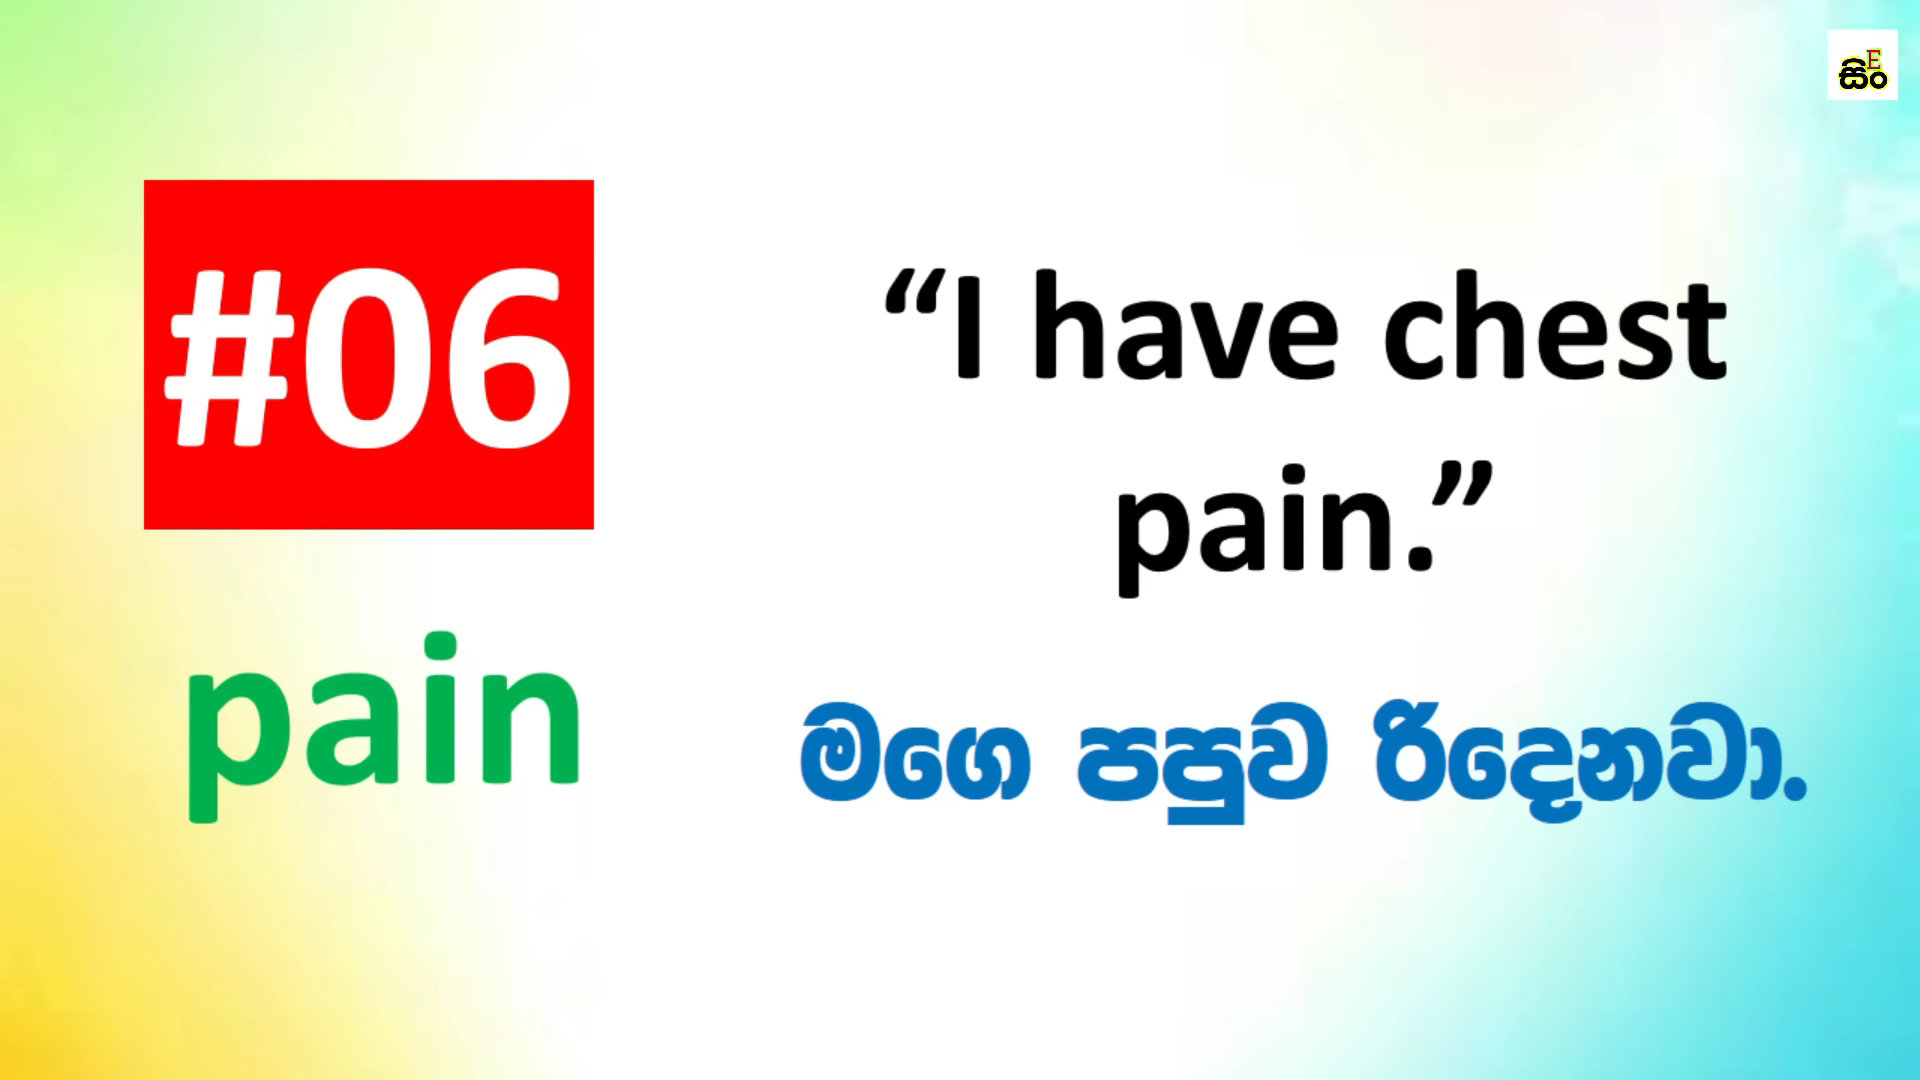 සිං
E
#06
pain
“I have chest
pain.”
මගෙ පපුව රිදෙනවා.